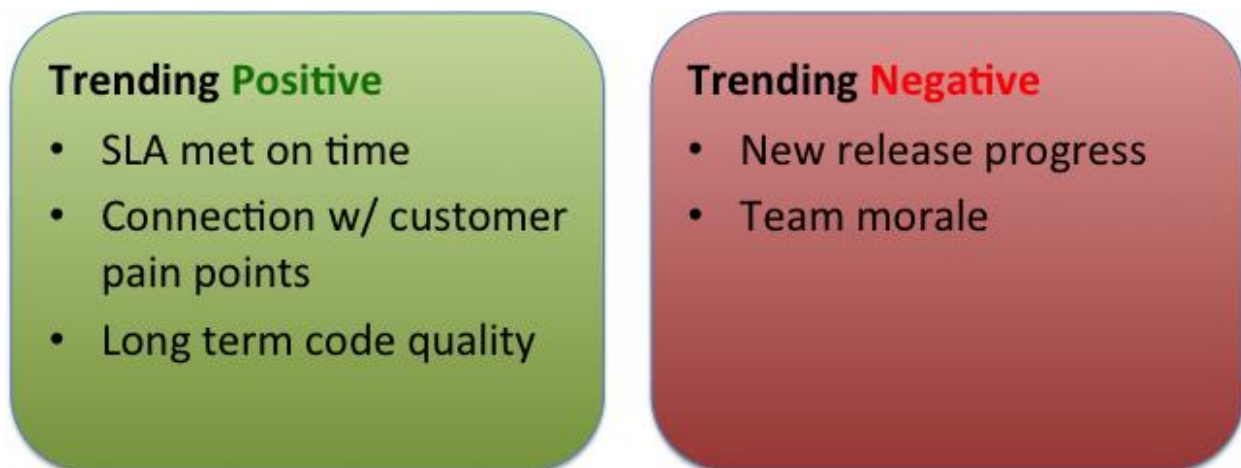 Trending Positive
• SLA met on time
• Connection w/ customer
pain points
• Long term code quality
Trending Negative
• New release progress
• Team morale